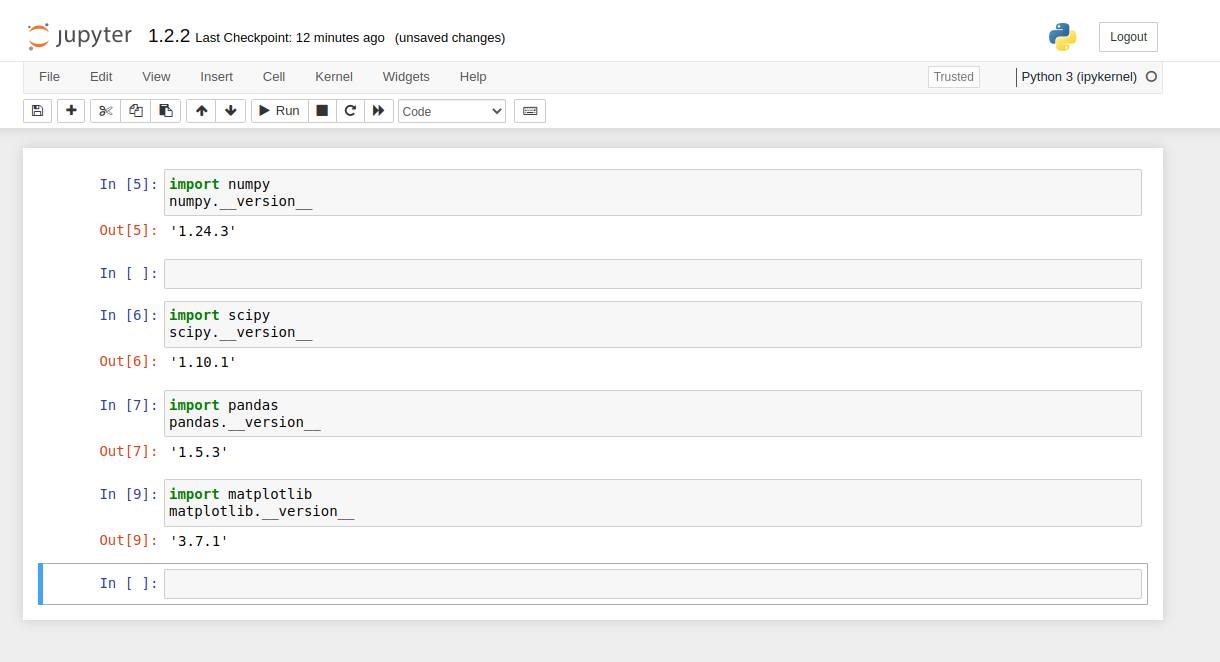 jupyter 1.2.2 Last Checkpoint: 12 minutes ago (unsaved changes) Logout
File Edit View Insert Cell Kernel Widgets Help Trusted Python 3 (ipykernel)
Run Code
In [5]: import numpy
numpy.__version__
Out[5]: '1.24.3'
In [ ]:
In [6]: import scipy
scipy.__version__
Out[6]: '1.10.1'
In [7]: import pandas
pandas.__version__
Out[7]: '1.5.3'
In [9]: import matplotlib
matplotlib.__version__
Out[9]: '3.7.1'
In [ ]: